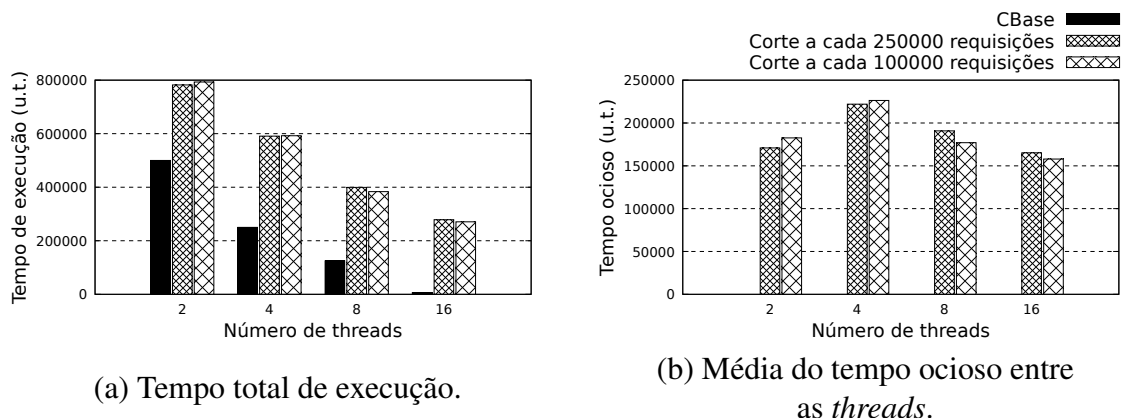 CBase
Corte a cada 250000 requisições
Corte a cada 100000 requisições
Tempo de execução (u.t.)
800000
600000
400000
200000
0
2 4 8 16
Número de threads
(a) Tempo total de execução.
Tempo ocioso (u.t.)
250000
200000
150000
100000
50000
0
2 4 8 16
Número de threads
(b) Média do tempo ocioso entre
as threads.